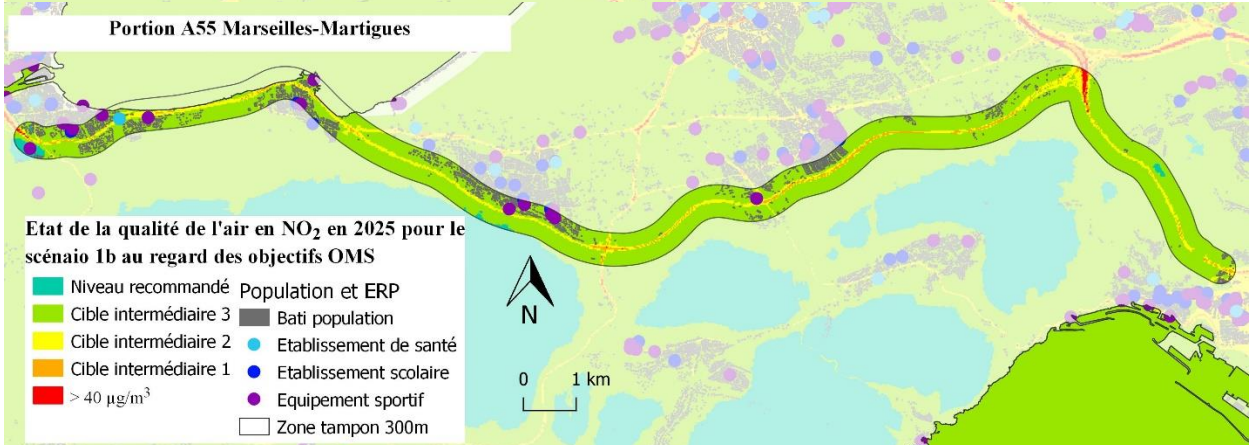 Portion A55 Marseilles-Martigues
Etat de la qualité de l'air en NO₂ en 2025 pour le
scénaio 1b au regard des objectifs OMS
Niveau recommandé
Cible intermédiaire 3
Cible intermédiaire 2
Cible intermédiaire 1
> 40 µg/m³
Population et ERP
Bati population
Etablissement de santé
Etablissement scolaire
Equipement sportif
Zone tampon 300m
N
0 1 km